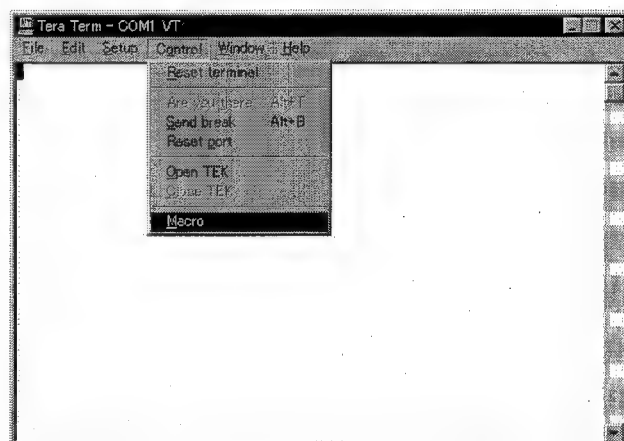 Tera Term - COM1 VT
File Edit Setup Control Window Help
Reset terminal
Are you there Alt+T
Send break Alt+B
Reset port
Open TEK
Close TEK
Macro